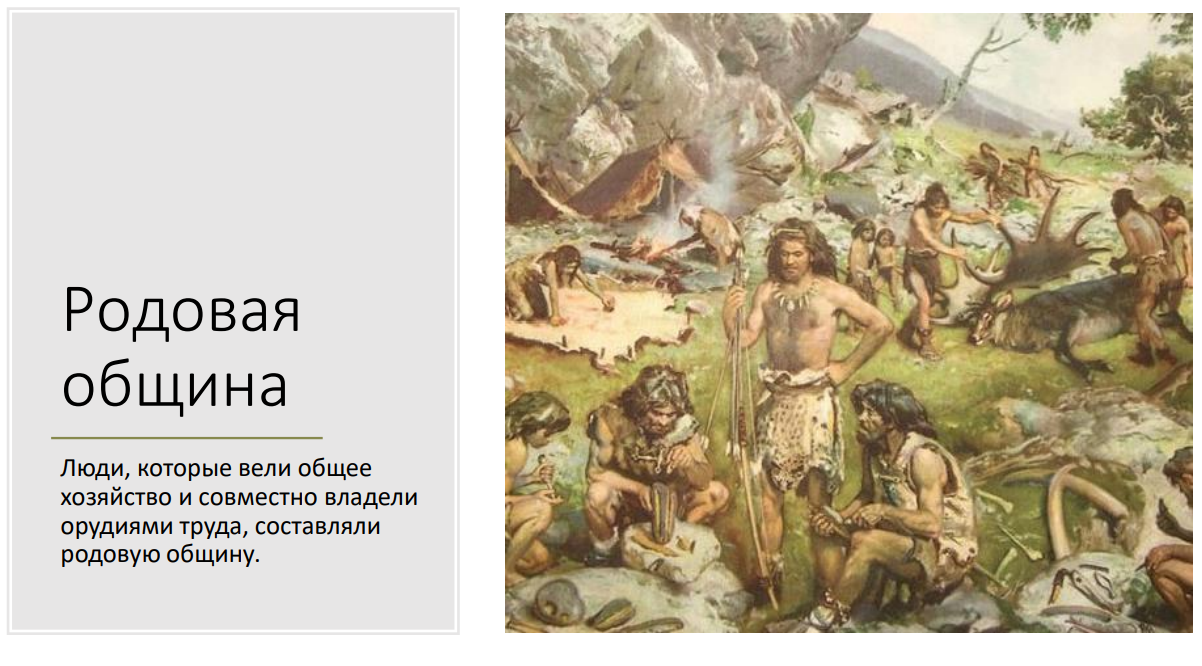 Родовая
община
Люди, которые вели общее
хозяйство и совместно владели
орудиями труда, составляли
родовую общину.